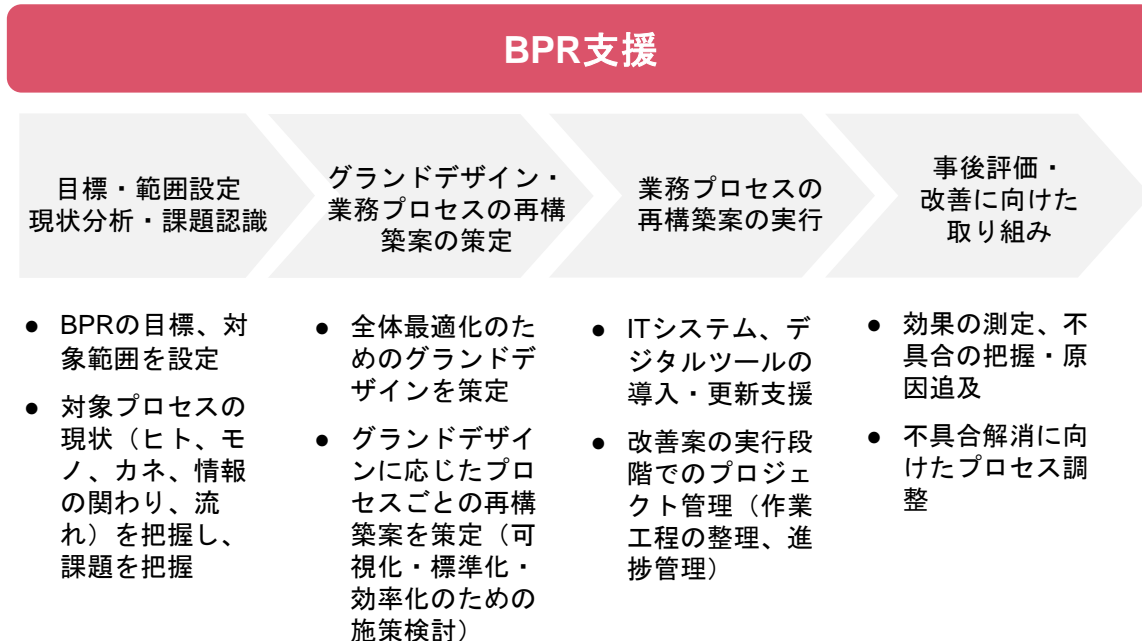 BPR支援
目標・範囲設定
現状分析・課題認識
グランドデザイン・
業務プロセスの再構
築案の策定
業務プロセスの
再構築案の実行
事後評価・
改善に向けた
取り組み
● BPRの目標、対
象範囲を設定
● 対象プロセスの
現状（ヒト、モ
ノ、カネ、情報
の関わり、流
れ）を把握し、
課題を把握
● 全体最適化のた
めのグランドデ
ザインを策定
● グランドデザイ
ンに応じたプロ
セスごとの再構
築案を策定（可
視化・標準化・
効率化のための
施策検討）
● ITシステム、デ
ジタルツールの
導入・更新支援
● 改善案の実行段
階でのプロジェ
クト管理（作業
工程の整理、進
捗管理）
● 効果の測定、不
具合の把握・原
因追及
● 不具合解消に向
けたプロセス調
整